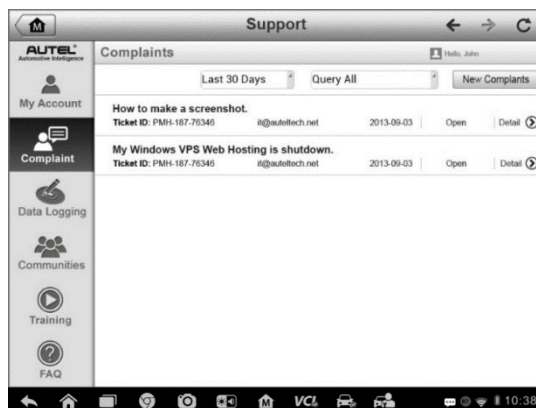 Support
AUTEL®
Automotive Intelligence
Complaints
Hello, John
Last 30 Days
Query All
New Complants
My Account
How to make a screenshot.
Ticket ID: PMH-187-76346 it@auteltech.net 2013-09-03 Open Detail
Complaint
My Windows VPS Web Hosting is shutdown.
Ticket ID: PMH-187-76346 it@auteltech.net 2013-09-03 Open Detail
Data Logging
Communities
Training
FAQ
VCI
10:38